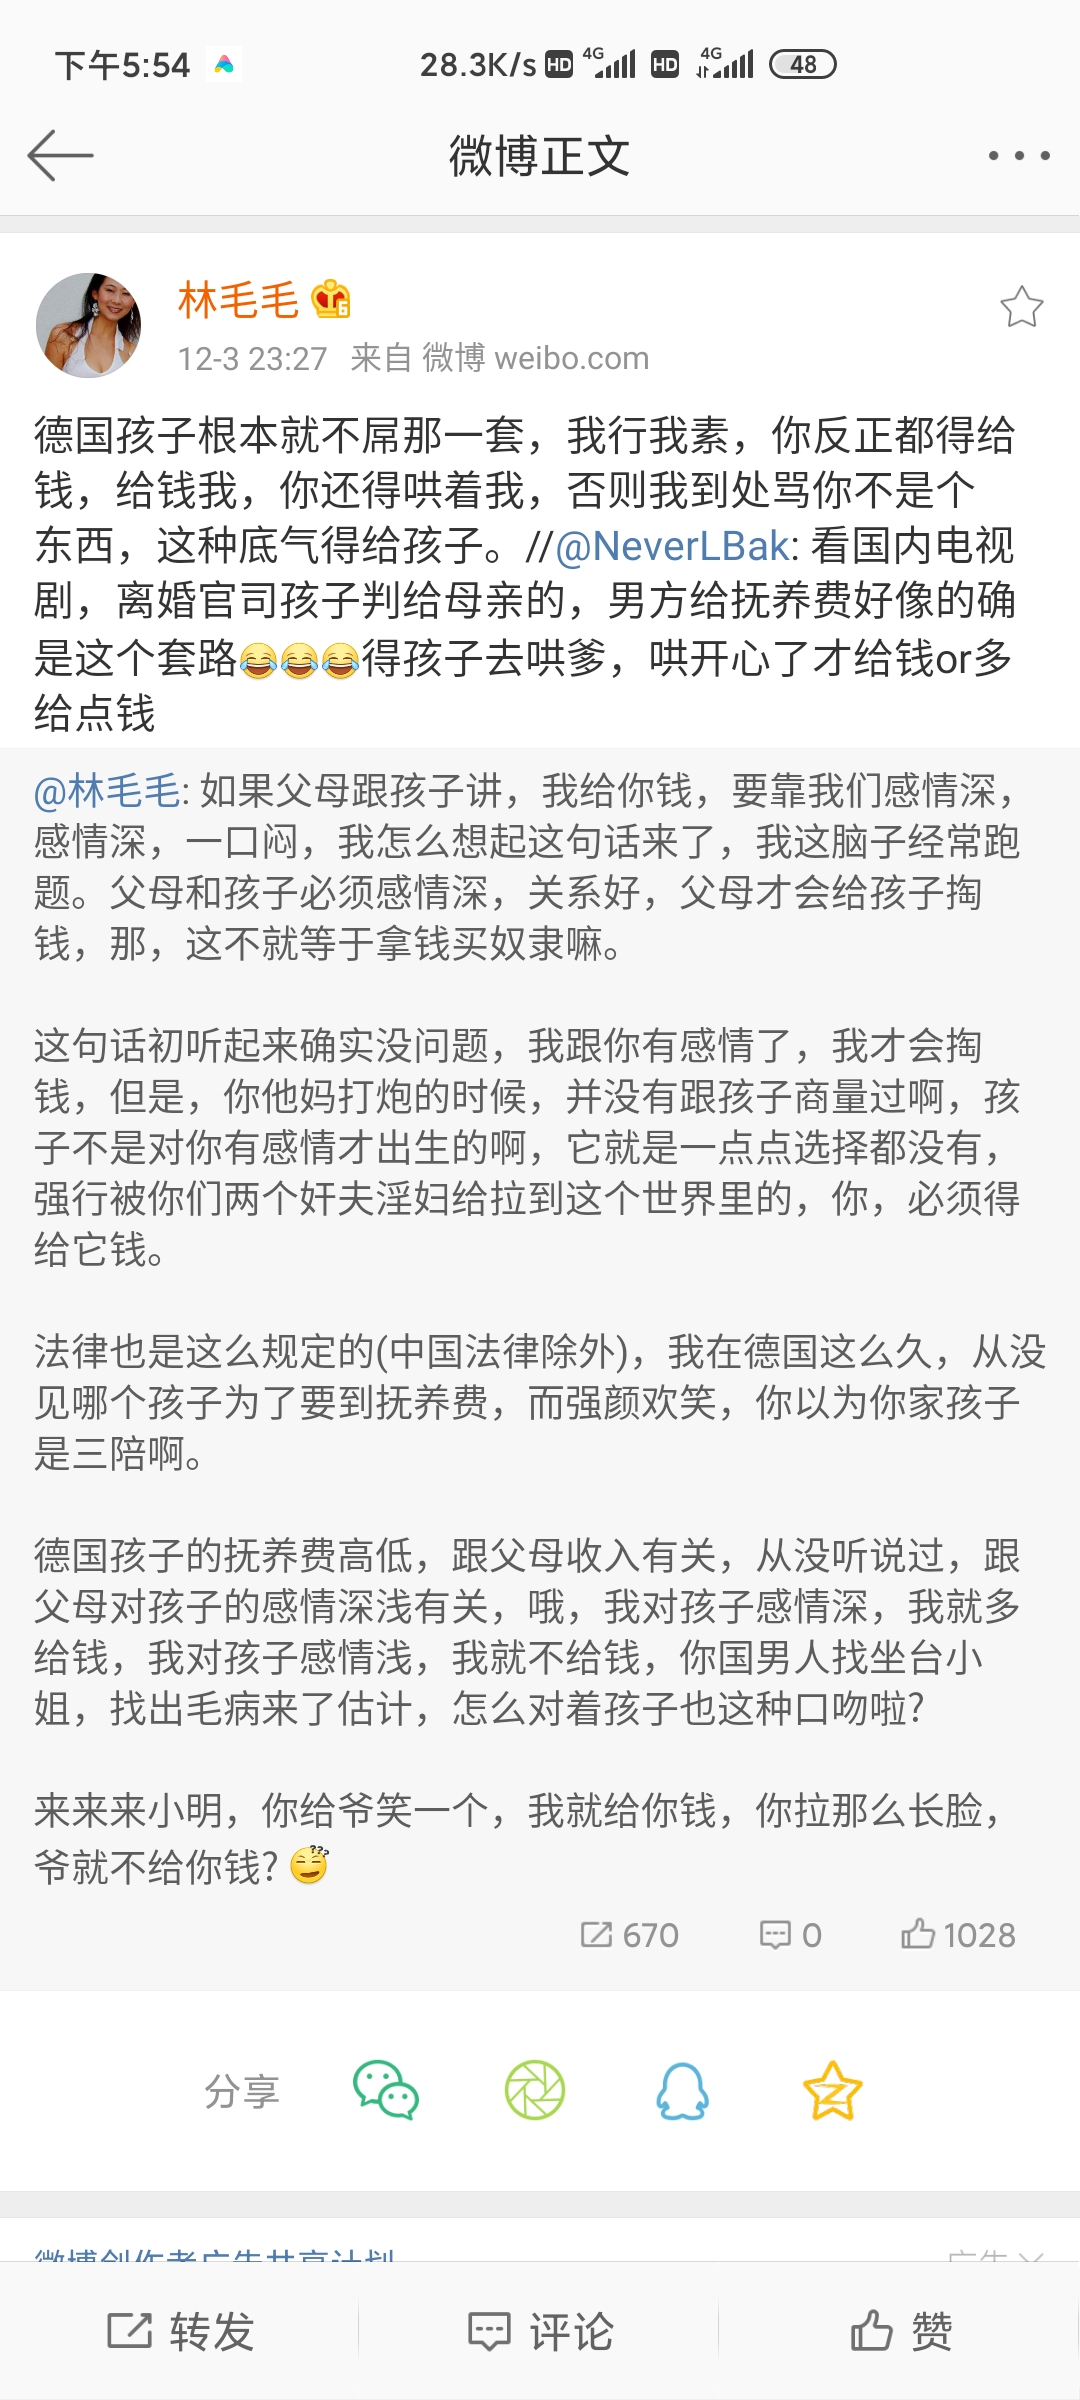 下午5:54 28.3K/s HD 4G HD 4G 48
微博正文
林毛毛 6
12-3 23:27 来自 微博 weibo.com
德国孩子根本就不屌那一套，我行我素，你反正都得给
钱，给钱我，你还得哄着我，否则我到处骂你不是个
东西，这种底气得给孩子。//@NeverLBak: 看国内电视
剧，离婚官司孩子判给母亲的，男方给抚养费好像的确
是这个套路😂😂😂得孩子去哄爹，哄开心了才给钱or多
给点钱
@林毛毛: 如果父母跟孩子讲，我给你钱，要靠我们感情深，
感情深，一口闷，我怎么想起这句话来了，我这脑子经常跑
题。父母和孩子必须感情深，关系好，父母才会给孩子掏
钱，那，这不就等于拿钱买奴隶嘛。
这句话初听起来确实没问题，我跟你有感情了，我才会掏
钱，但是，你他妈打炮的时候，并没有跟孩子商量过啊，孩
子不是对你有感情才出生的啊，它就是一点点选择都没有，
强行被你们两个奸夫淫妇给拉到这个世界里的，你，必须得
给它钱。
法律也是这么规定的(中国法律除外)，我在德国这么久，从没
见哪个孩子为了要到抚养费，而强颜欢笑，你以为你家孩子
是三陪啊。
德国孩子的抚养费高低，跟父母收入有关，从没听说过，跟
父母对孩子的感情深浅有关，哦，我对孩子感情深，我就多
给钱，我对孩子感情浅，我就不给钱，你国男人找坐台小
姐，找出毛病来了估计，怎么对着孩子也这种口吻啦?
来来来小明，你给爷笑一个，我就给你钱，你拉那么长脸，
爷就不给你钱? ???
670 0 1028
分享
微博创作者广告共享计划 广告
转发 评论 赞